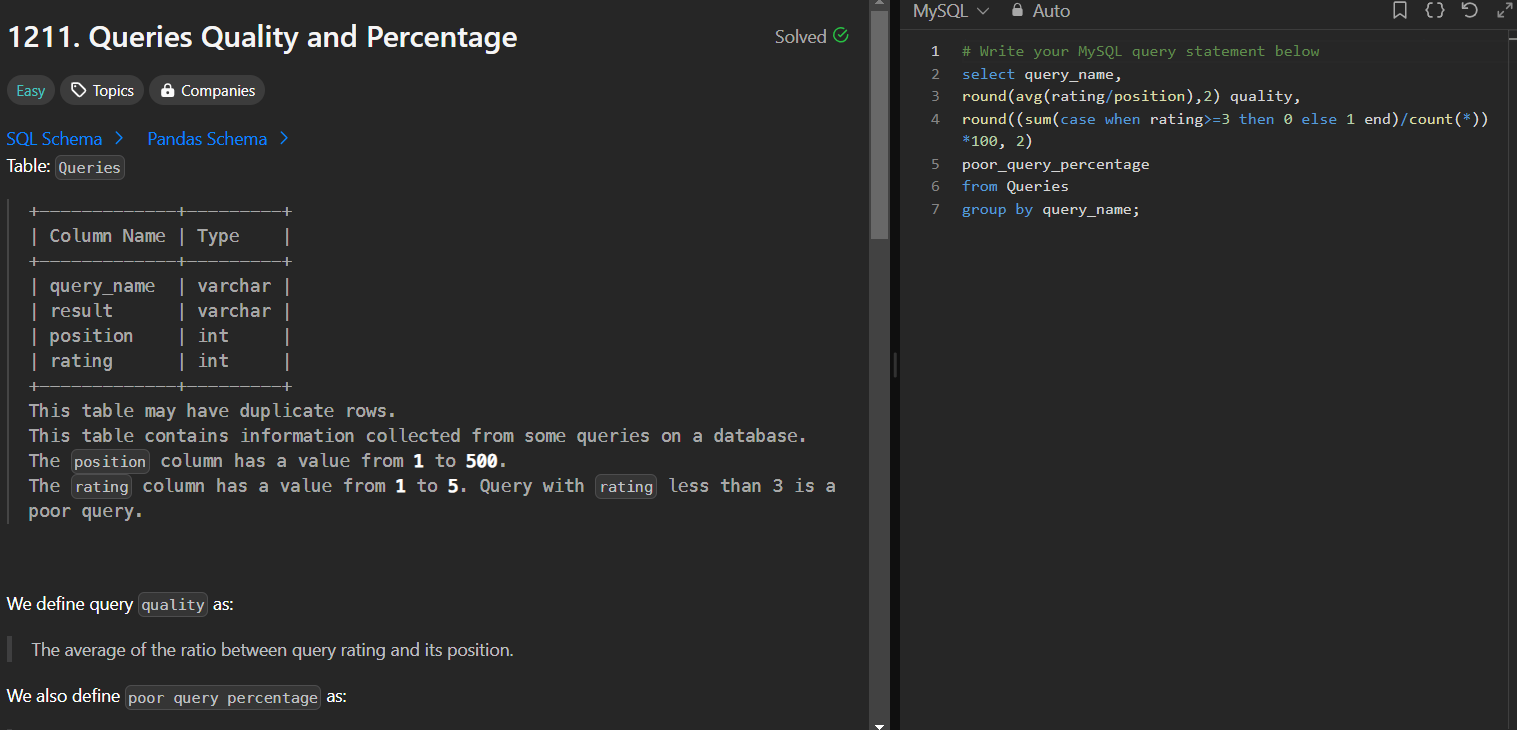 1211. Queries Quality and Percentage
Solved
Easy
Topics
Companies
SQL Schema
Pandas Schema
Table: Queries
+-------------+---------+
| Column Name | Type    |
+-------------+---------+
| query_name  | varchar |
| result      | varchar |
| position    | int     |
| rating      | int     |
+-------------+---------+
This table may have duplicate rows.
This table contains information collected from some queries on a database.
The position column has a value from 1 to 500.
The rating column has a value from 1 to 5. Query with rating less than 3 is a
poor query.
We define query quality as:
The average of the ratio between query rating and its position.
We also define poor query percentage as:
MySQL
Auto
1 # Write your MySQL query statement below
2 select query_name,
3 round(avg(rating/position),2) quality,
4 round((sum(case when rating>=3 then 0 else 1 end)/count(*))
*100, 2)
5 poor_query_percentage
6 from Queries
7 group by query_name;